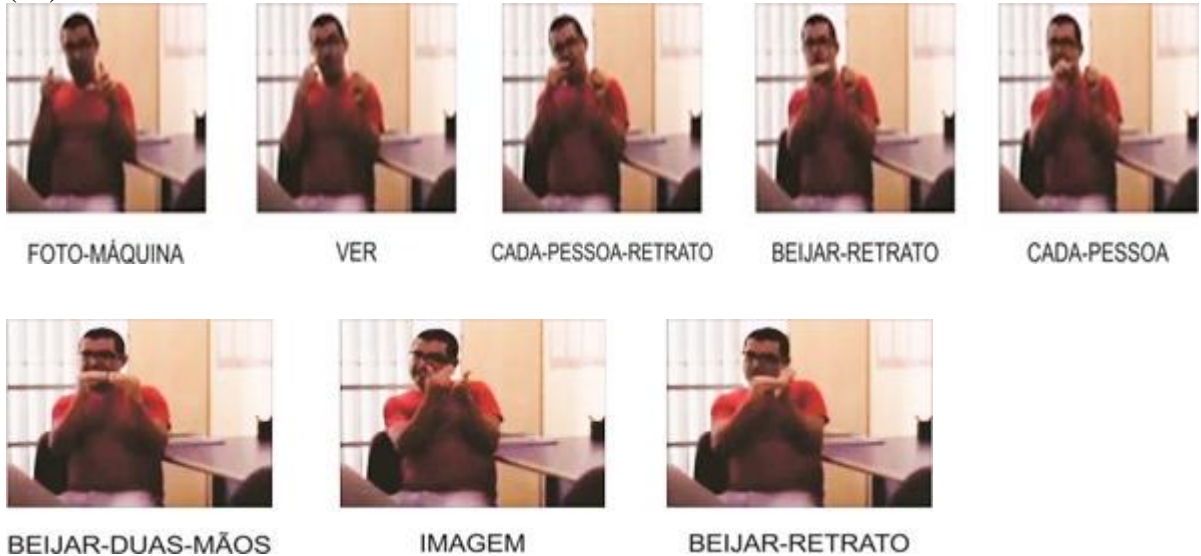 FOTO-MÁQUINA VER CADA-PESSOA-RETRATO BEIJAR-RETRATO CADA-PESSOA
BEIJAR-DUAS-MÃOS IMAGEM BEIJAR-RETRATO